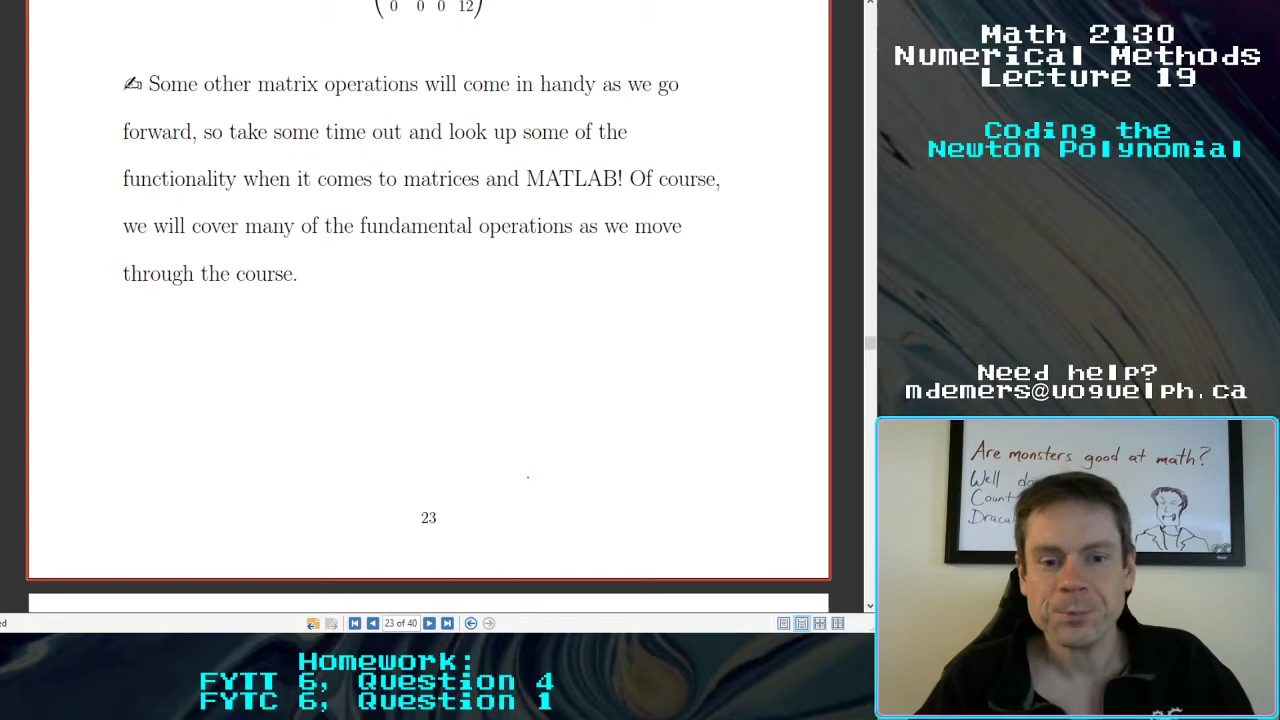 0 0 0 12
✍ Some other matrix operations will come in handy as we go
forward, so take some time out and look up some of the
functionality when it comes to matrices and MATLAB! Of course,
we will cover many of the fundamental operations as we move
through the course.
23
23 of 40
Math 2130
Numerical Methods
Lecture 19
Coding the
Newton Polynomial
Need help?
mdemers@uoguelph.ca
Are monsters good at math?
Well
Count
Homework:
FYTT 6, Question 4
FYTC 6, Question 1